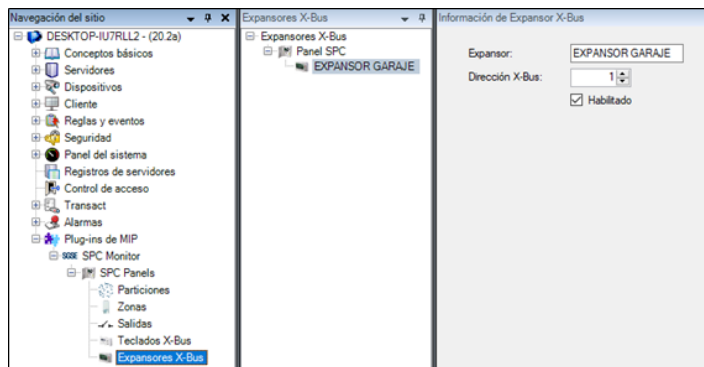 Navegación del sitio
DESKTOP-IU7RLL2 - (20.2a)
Conceptos básicos
Servidores
Dispositivos
Cliente
Reglas y eventos
Seguridad
Panel del sistema
Registros de servidores
Control de acceso
Transact
Alarmas
Plug-ins de MIP
SPC Monitor
SPC Panels
Particiones
Zonas
Salidas
Teclados X-Bus
Expansores X-Bus
Expansores X-Bus
Expansores X-Bus
Panel SPC
EXPANSOR GARAJE
Información de Expansor X-Bus
Expansor: EXPANSOR GARAJE
Dirección X-Bus: 1
Habilitado